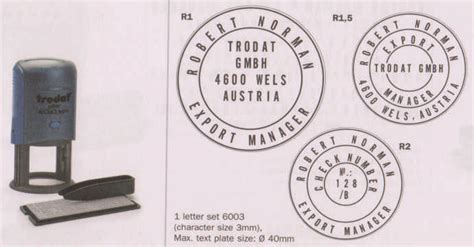 trodat
R1
ROBERT NORMAN
TRODAT
GMBH
4600 WELS
AUSTRIA
EXPORT MANAGER
R1,5
ROBERT NORMAN
EXPORT
TRODAT GMBH
MANAGER
4600 WELS, AUSTRIA
R2
ROBERT NORMAN
CHECK NUMBER
Nº.:
128
/B
EXPORT MANAGER
1 letter set 6003
(character size 3mm),
Max. text plate size: Ø 40mm